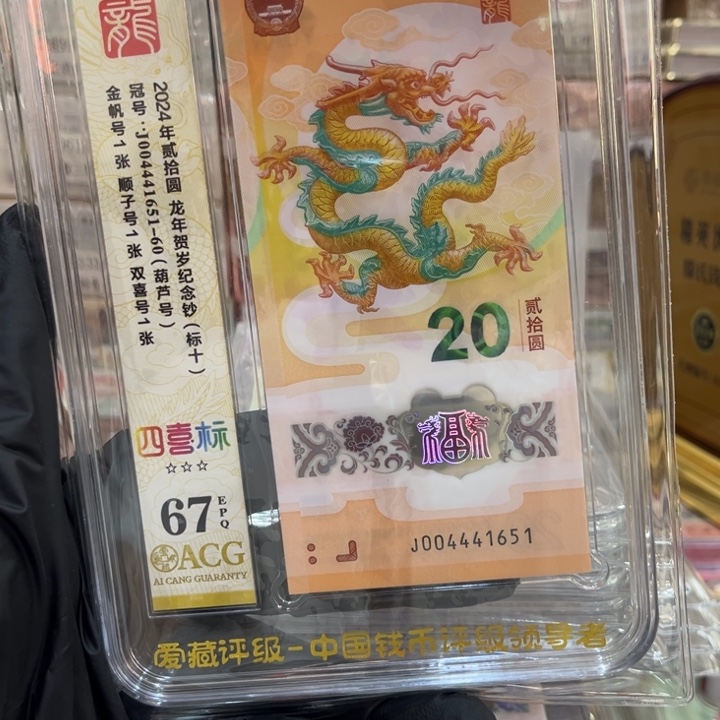 龍
2024年贰拾圆 龙年贺岁纪念钞(标十)
冠号:J004441651-60(葫芦号)
金帆号1张 顺子号1张 双喜号1张
四喜标
☆☆☆
67 EPQ
ACG
AI CANG GUARANTY
20 贰拾圆
福
J004441651
爱藏评级-中国钱币评级领导者